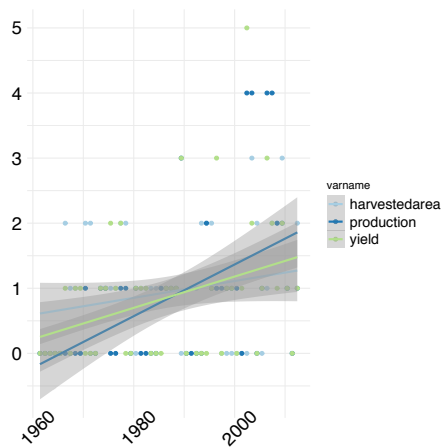 5
4
3
2
1
0
1960
1980
2000
varname
harvestedarea
production
yield